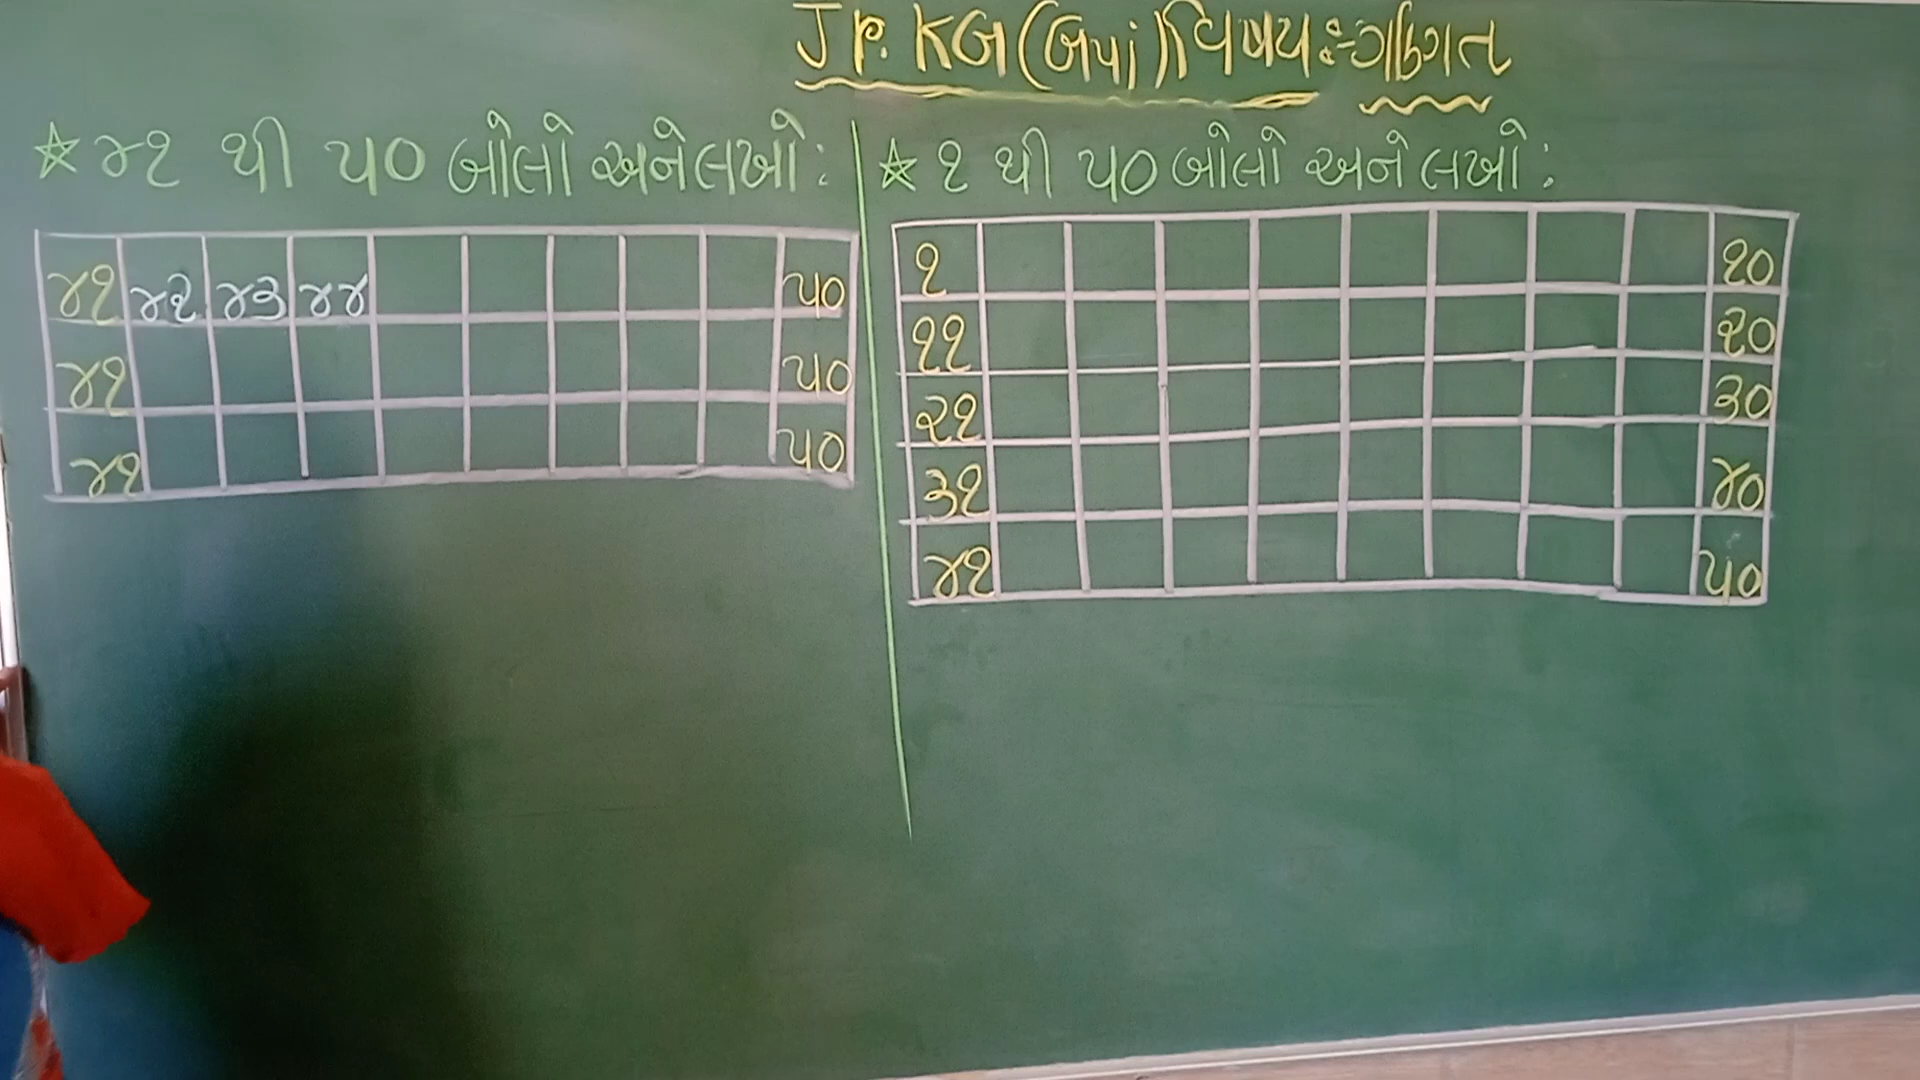 Jr. KG (બપા) વિષય :- ગણિત
☆ ૪૧ થી ૫૦ બોલો અને લખો :
૪૧ ૪૨ ૪૩ ૪૪ ૫૦
૪૧ ૫૦
૪૧ ૫૦
☆ ૧ થી ૫૦ બોલો અને લખો :
૧ ૧૦
૧૧ ૨૦
૨૧ ૩૦
૩૧ ૪૦
૪૧ ૫૦